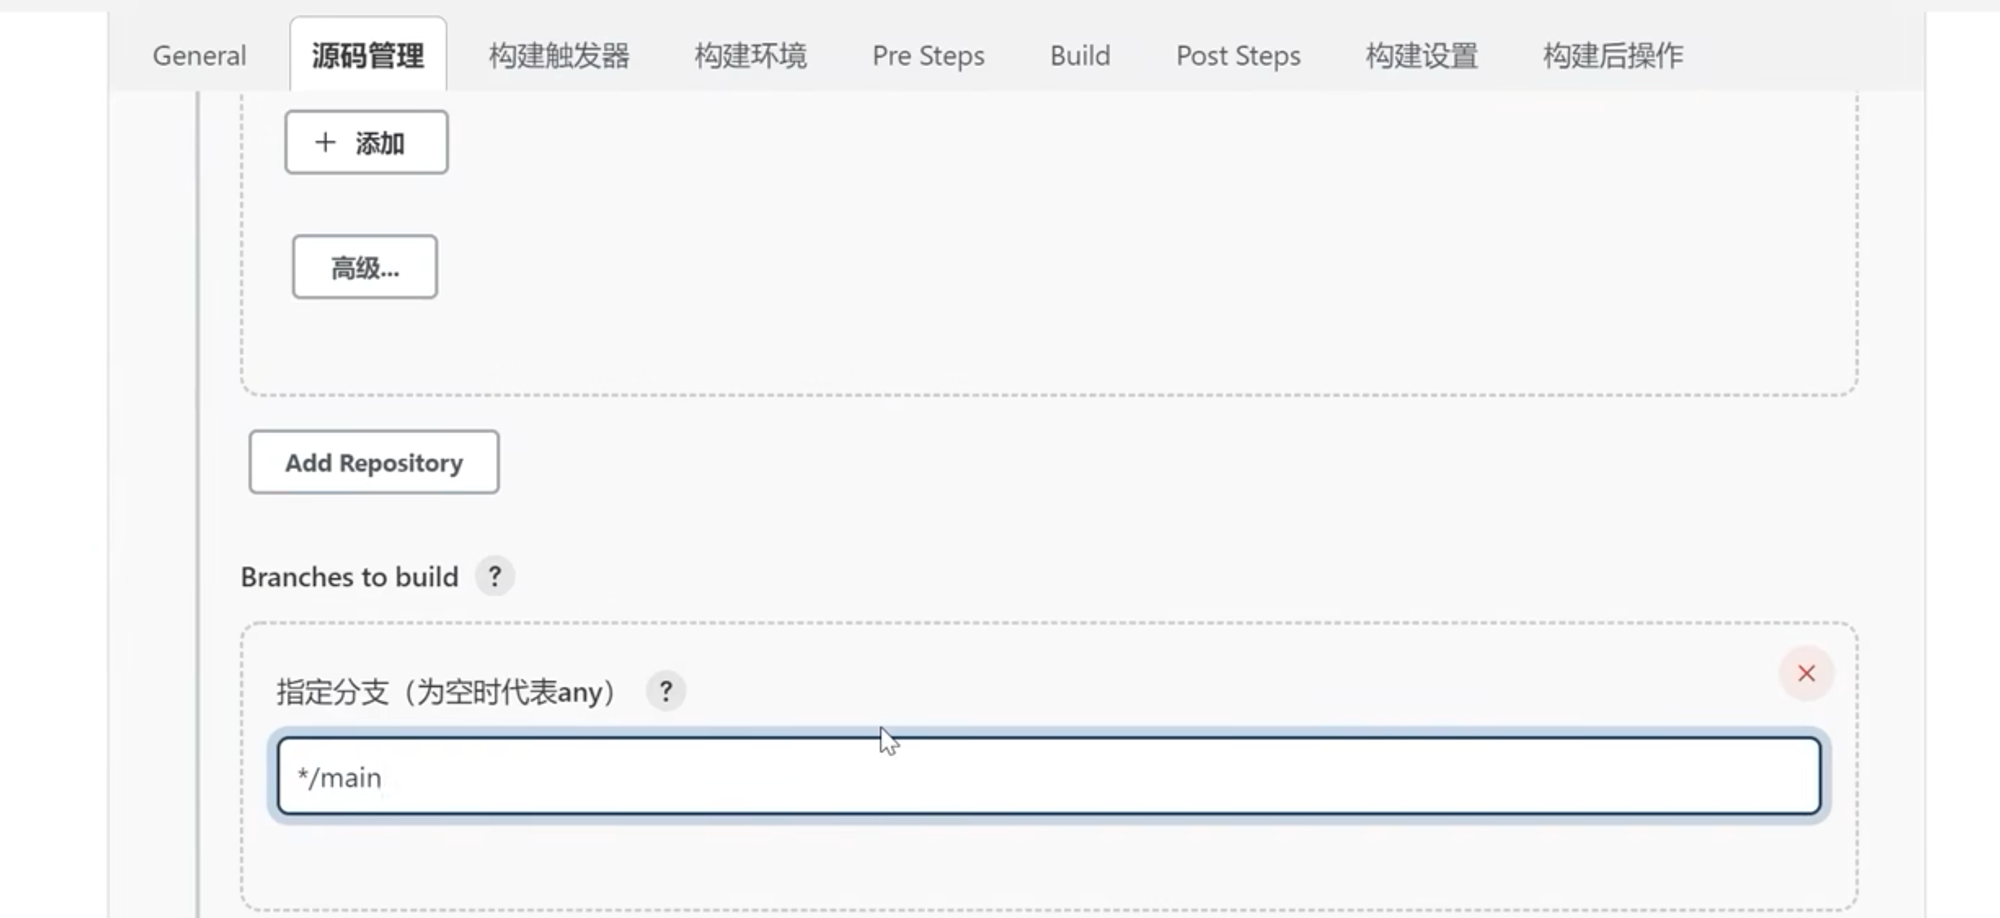 General 源码管理 构建触发器 构建环境 Pre Steps Build Post Steps 构建设置 构建后操作
+ 添加
高级...
Add Repository
Branches to build ?
指定分支（为空时代表any） ?
*/main